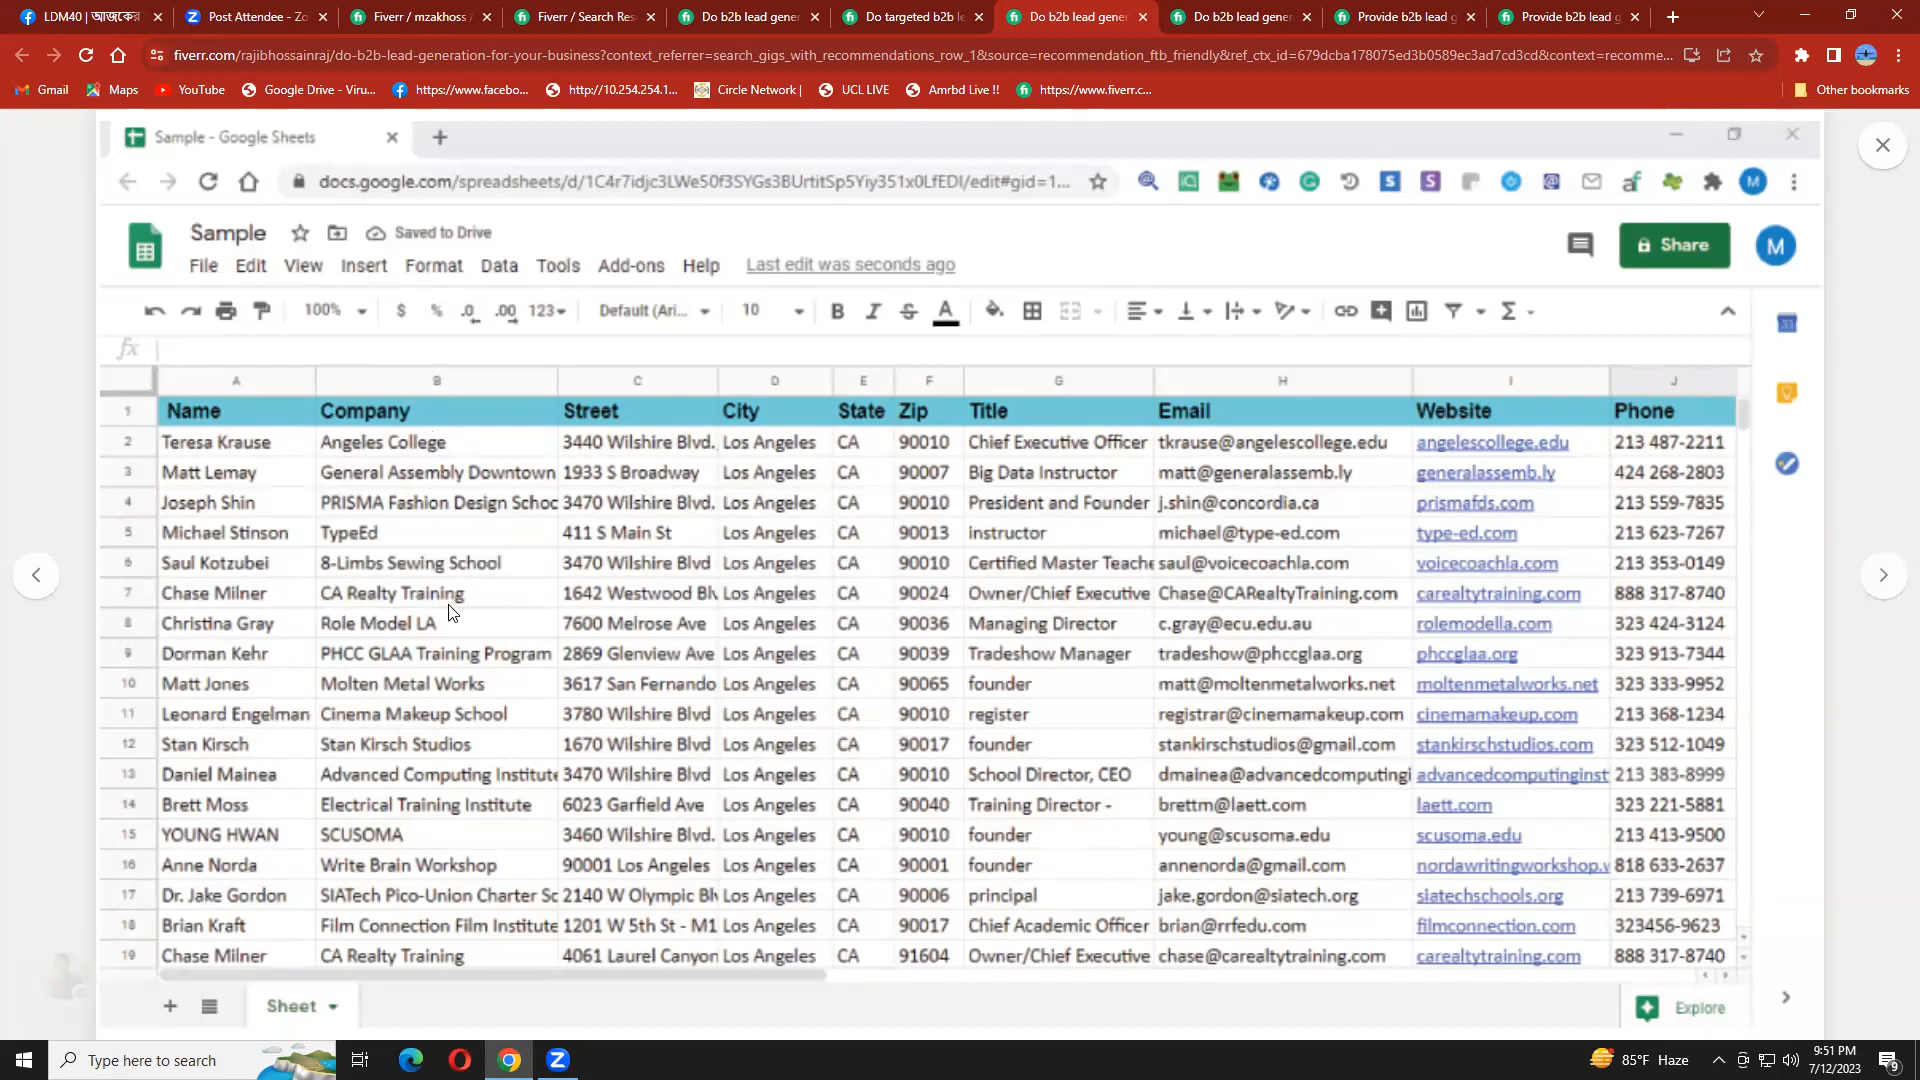 LDM40 | আজকের
Post Attendee - Zo
Fiverr / mzakhoss
Fiverr / Search Res
Do b2b lead gener
Do targeted b2b le
Do b2b lead gener
Do b2b lead gener
Provide b2b lead g
Provide b2b lead g
fiverr.com/rajibhossainraj/do-b2b-lead-generation-for-your-business?context_referrer=search_gigs_with_recommendations_row_1&source=recommendation_ftb_friendly&ref_ctx_id=679dcba178075ed3b0589ec3ad7cd3cd&context=recomme...
Gmail Maps YouTube Google Drive - Viru... https://www.facebo... http://10.254.254.1... Circle Network | UCL LIVE Amrbd Live !! https://www.fiverr.c... Other bookmarks
Sample - Google Sheets
docs.google.com/spreadsheets/d/1C4r7idjc3LWe50f3SYGs3BUrtitSp5Yiy351x0LfEDI/edit#gid=1...
Sample Saved to Drive
Share
M
File Edit View Insert Format Data Tools Add-ons Help Last edit was seconds ago
100% $ % .0 .00 123 Default (Ari... 10 B I S A
fx
A B C D E F G H I J
1 Name Company Street City State Zip Title Email Website Phone
2 Teresa Krause Angeles College 3440 Wilshire Blvd. Los Angeles CA 90010 Chief Executive Officer tkrause@angelescollege.edu angelescollege.edu 213 487-2211
3 Matt Lemay General Assembly Downtown 1933 S Broadway Los Angeles CA 90007 Big Data Instructor matt@generalassemb.ly generalassemb.ly 424 268-2803
4 Joseph Shin PRISMA Fashion Design Schoc 3470 Wilshire Blvd. Los Angeles CA 90010 President and Founder j.shin@concordia.ca prismafds.com 213 559-7835
5 Michael Stinson TypeEd 411 S Main St Los Angeles CA 90013 instructor michael@type-ed.com type-ed.com 213 623-7267
6 Saul Kotzubei 8-Limbs Sewing School 3470 Wilshire Blvd Los Angeles CA 90010 Certified Master Teache saul@voicecoachla.com voicecoachla.com 213 353-0149
7 Chase Milner CA Realty Training 1642 Westwood Blv Los Angeles CA 90024 Owner/Chief Executive Chase@CARealtyTraining.com carealtytraining.com 888 317-8740
8 Christina Gray Role Model LA 7600 Melrose Ave Los Angeles CA 90036 Managing Director c.gray@ecu.edu.au rolemodella.com 323 424-3124
9 Dorman Kehr PHCC GLAA Training Program 2869 Glenview Ave Los Angeles CA 90039 Tradeshow Manager tradeshow@phccglaa.org phccglaa.org 323 913-7344
10 Matt Jones Molten Metal Works 3617 San Fernando Los Angeles CA 90065 founder matt@moltenmetalworks.net moltenmetalworks.net 323 333-9952
11 Leonard Engelman Cinema Makeup School 3780 Wilshire Blvd Los Angeles CA 90010 register registrar@cinemamakeup.com cinemamakeup.com 213 368-1234
12 Stan Kirsch Stan Kirsch Studios 1670 Wilshire Blvd Los Angeles CA 90017 founder stankirschstudios@gmail.com stankirschstudios.com 323 512-1049
13 Daniel Mainea Advanced Computing Institute 3470 Wilshire Blvd Los Angeles CA 90010 School Director, CEO dmainea@advancedcomputingi advancedcomputinginst 213 383-8999
14 Brett Moss Electrical Training Institute 6023 Garfield Ave Los Angeles CA 90040 Training Director - brettm@laett.com laett.com 323 221-5881
15 YOUNG HWAN SCUSOMA 3460 Wilshire Blvd. Los Angeles CA 90010 founder young@scusoma.edu scusoma.edu 213 413-9500
16 Anne Norda Write Brain Workshop 90001 Los Angeles Los Angeles CA 90001 founder annenorda@gmail.com nordawritingworkshop.v 818 633-2637
17 Dr. Jake Gordon SIATech Pico-Union Charter Sc 2140 W Olympic Blv Los Angeles CA 90006 principal jake.gordon@siatech.org siatechschools.org 213 739-6971
18 Brian Kraft Film Connection Film Institute 1201 W 5th St - M1 Los Angeles CA 90017 Chief Academic Officer brian@rrfedu.com filmconnection.com 323456-9623
19 Chase Milner CA Realty Training 4061 Laurel Canyon Los Angeles CA 91604 Owner/Chief Executive chase@carealtytraining.com carealtytraining.com 888 317-8740
Sheet
Explore
Type here to search
85°F Haze
9:51 PM
7/12/2023
9